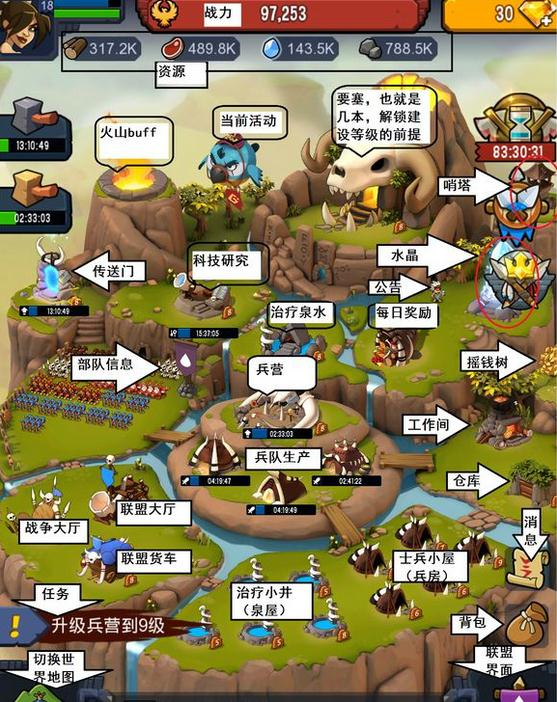 18
战力 97,253
30
317.2K
489.8K
143.5K
788.5K
资源
13:10:49
02:33:03
火山buff
当前活动
要塞，也就是
几本，解锁建
设等级的前提
83:30:31
哨塔
传送门
科技研究
水晶
公告
13:10:49
15:37:05
治疗泉水
每日奖励
部队信息
兵营
摇钱树
02:33:03
工作间
兵队生产
04:19:47
02:41:22
04:19:49
仓库
联盟大厅
战争大厅
消
息
联盟货车
士兵小屋
（兵房）
任务
治疗小井
（泉屋）
升级兵营到9级
背包
切换世
界地图
联盟
界面